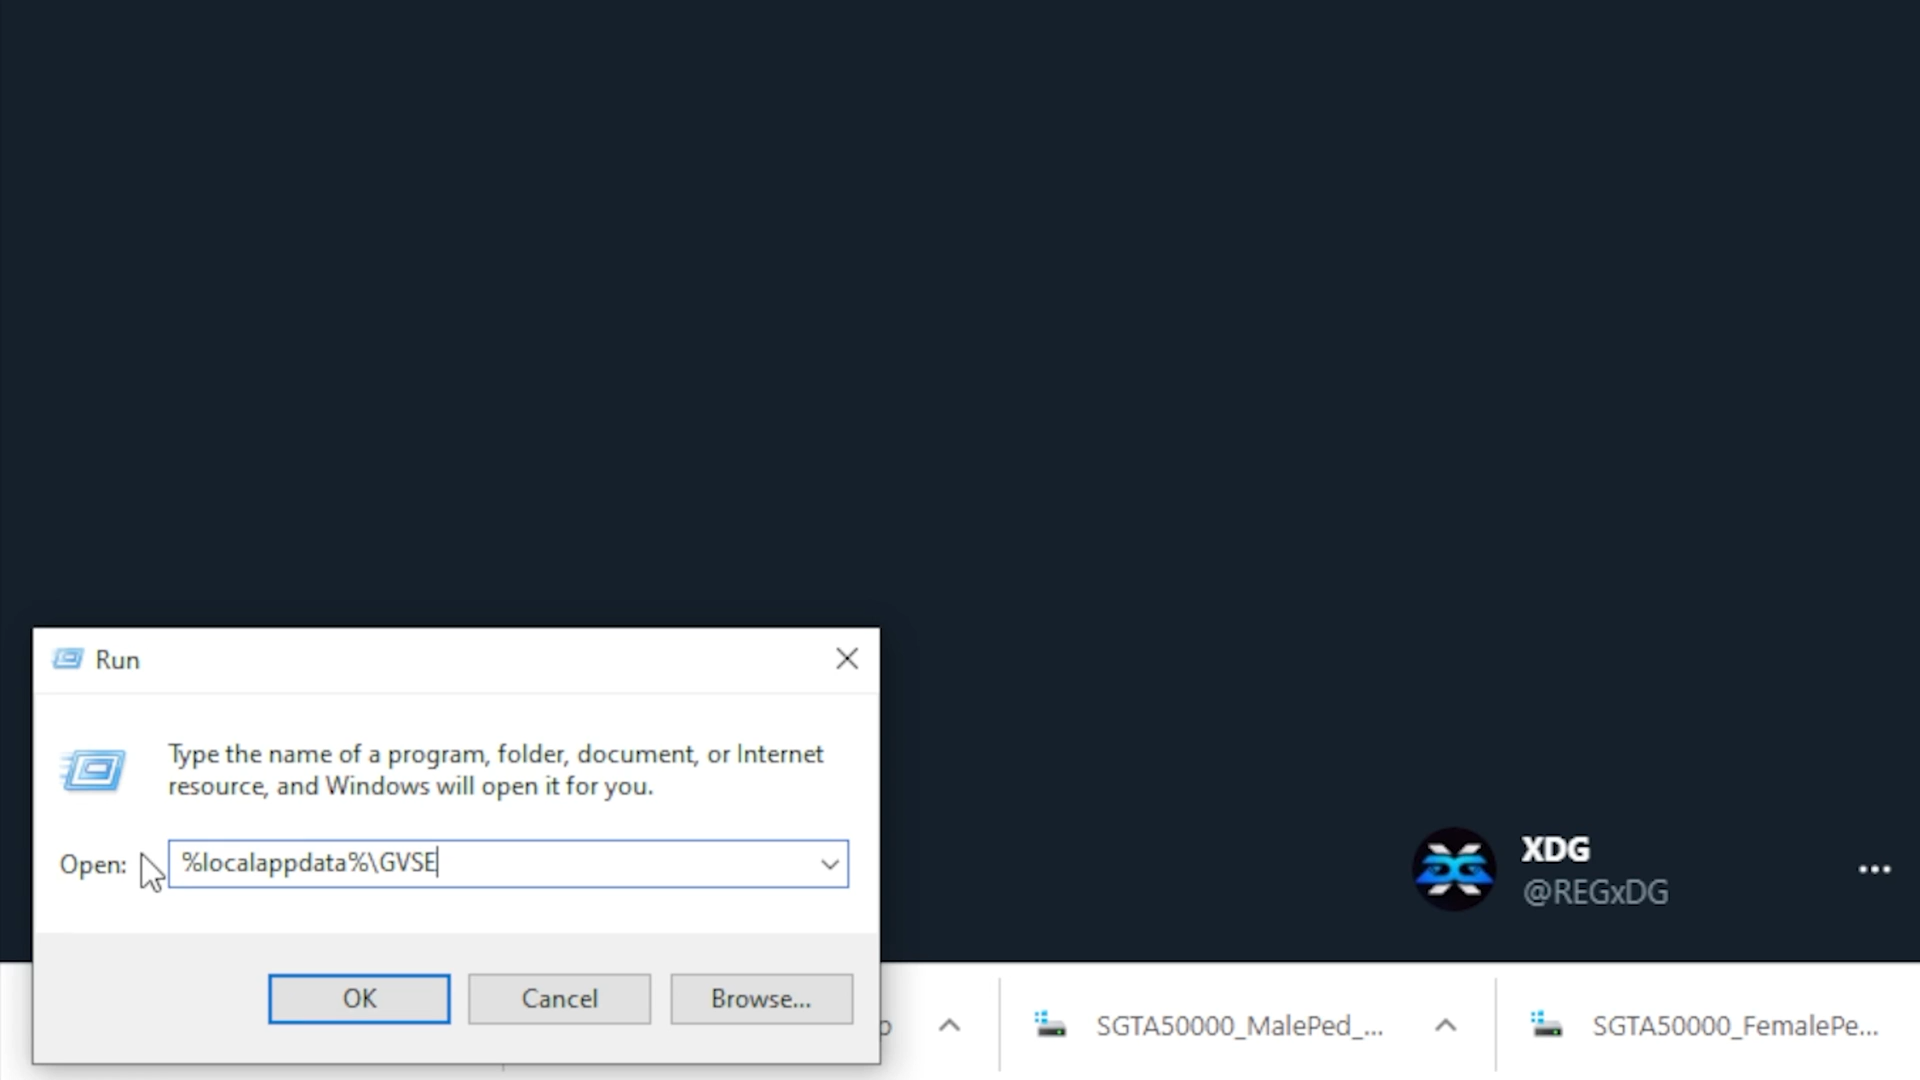 Run
Type the name of a program, folder, document, or Internet
resource, and Windows will open it for you.
Open:
%localappdata%\GVSE
OK
Cancel
Browse...
XDG
@REGxDG
SGTA50000_MalePed_...
SGTA50000_FemalePe...